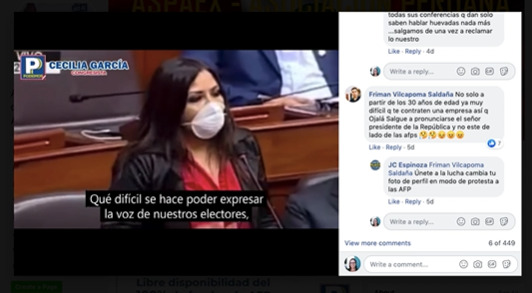 ASPAEX
PERUANA
VIVO
P
PODEMOS
CECILIA GARCÍA
CONGRESISTA
Qué difícil se hace poder expresar
la voz de nuestros electores,
todas sus conferencias q dan solo
saben hablar huevadas nada más
...salgamos de una vez a reclamar
lo nuestro
Like · Reply · 4d
Write a reply...
Friman Vilcapoma Saldaña No solo a
partir de los 30 años de edad ya muy
difícil q te contraten una empresa así q
Ojalá Salgue a pronunciarse el señor
presidente de la República y no este de
lado de las afps
7
Like · Reply · 5d
JC Espinoza Friman Vilcapoma
Saldaña Únete a la lucha cambia tu
foto de perfil en modo de protesta a
las AFP
Like · Reply · 5d
Write a reply...
View more comments
6 of 449
Write a comment...
Libre disponibilidad del